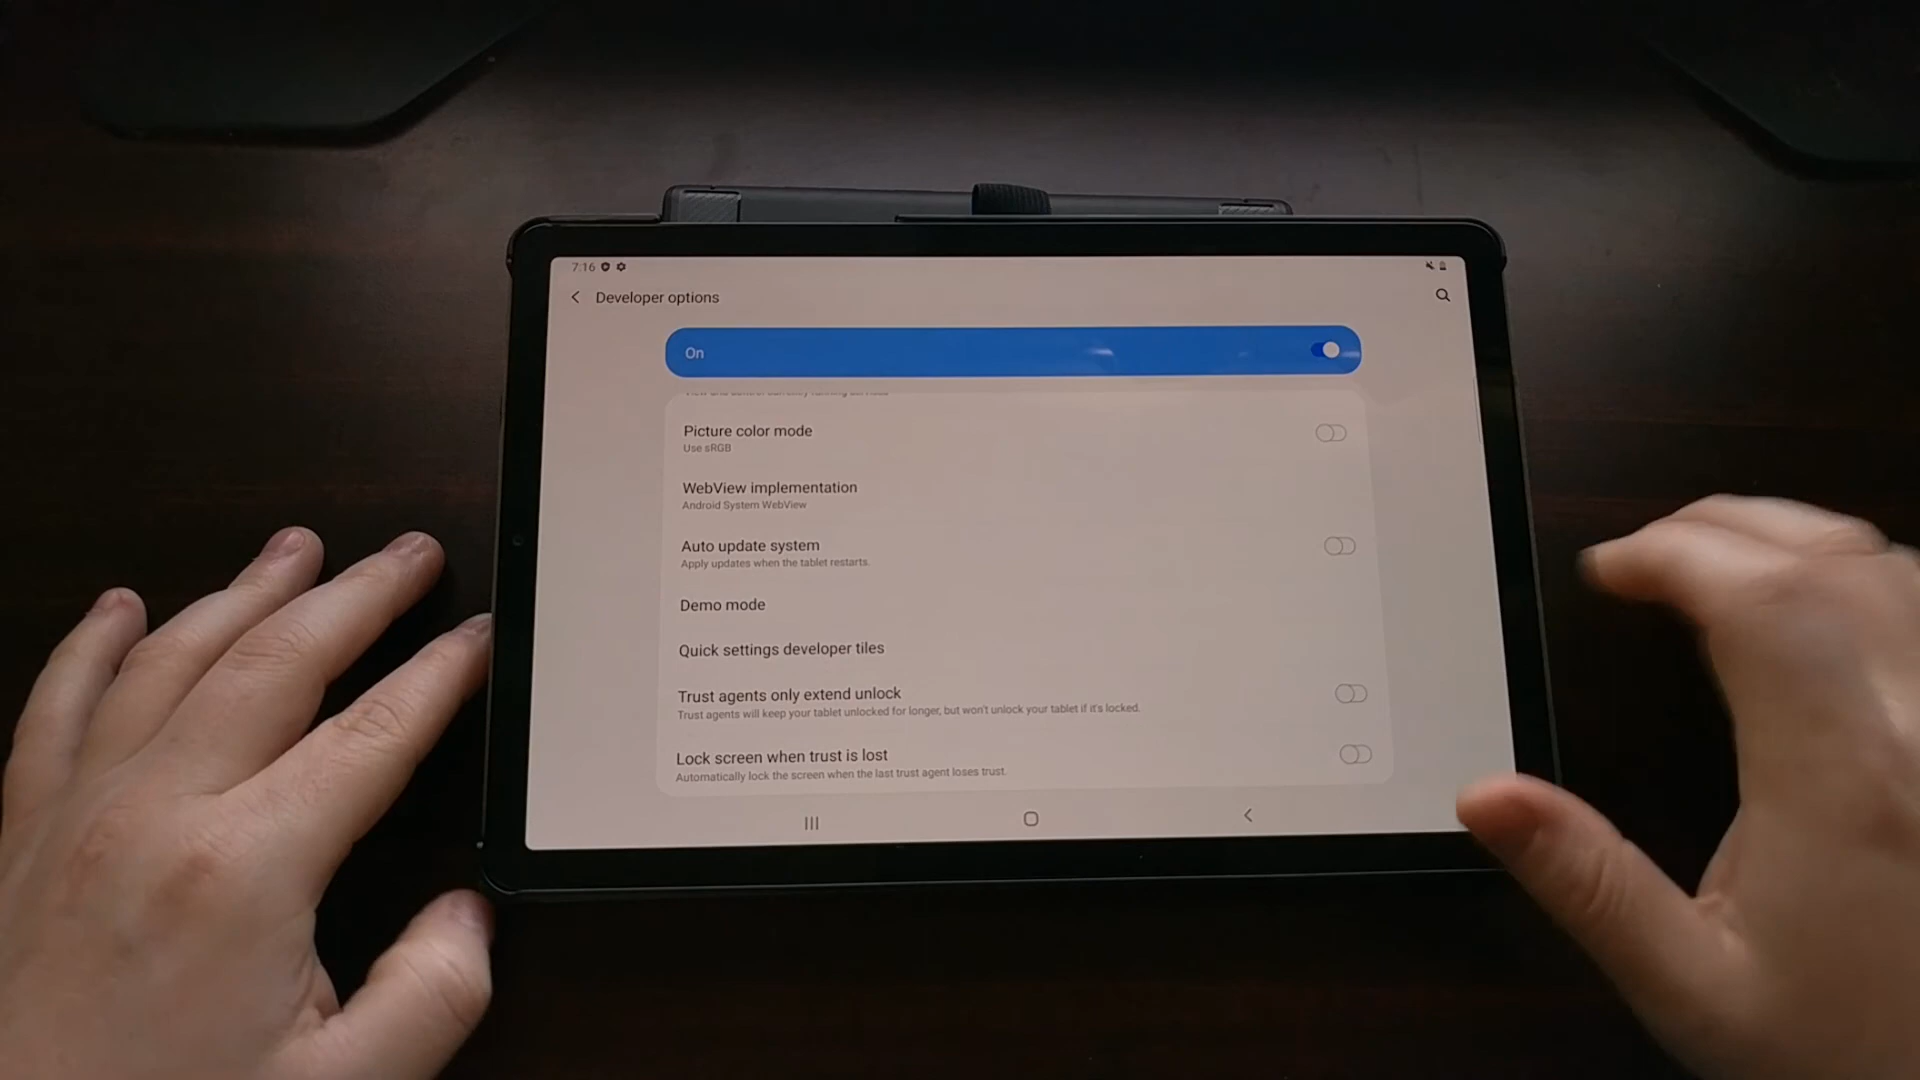 7:16
Developer options
On
Picture color mode
Use sRGB
WebView implementation
Android System WebView
Auto update system
Apply updates when the tablet restarts.
Demo mode
Quick settings developer tiles
Trust agents only extend unlock
Trust agents will keep your tablet unlocked for longer, but won't unlock your tablet if it's locked.
Lock screen when trust is lost
Automatically lock the screen when the last trust agent loses trust.